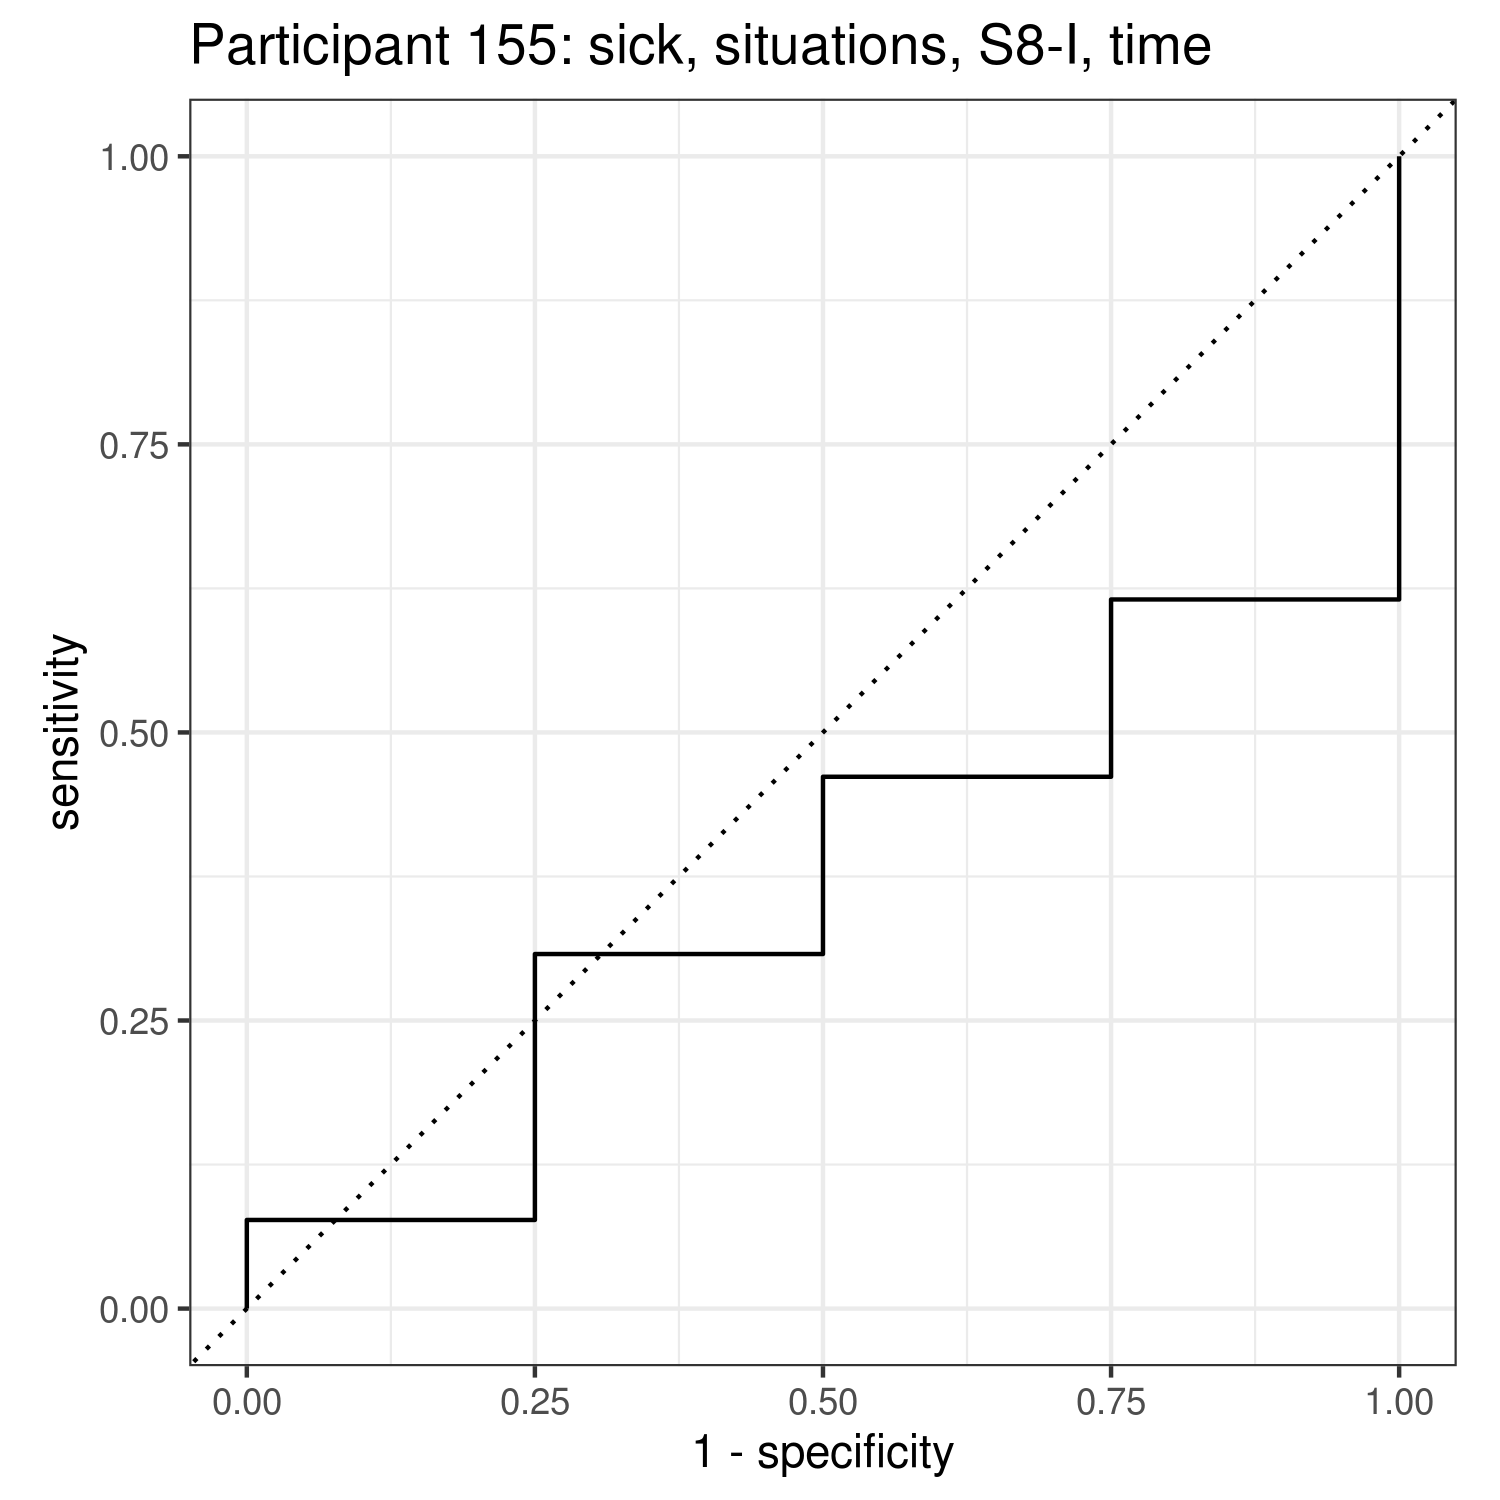 Participant 155: sick, situations, S8-I, time
sensitivity
1.00
0.75
0.50
0.25
0.00
0.00 0.25 0.50 0.75 1.00
1 - specificity